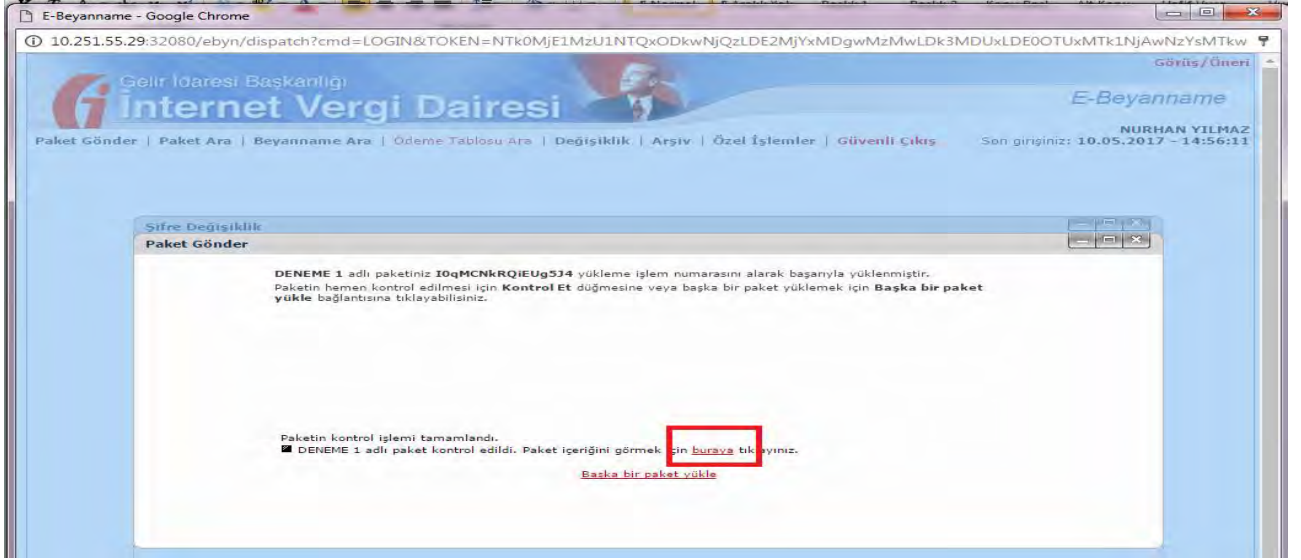 E-Beyanname - Google Chrome
10.251.55.29:32080/ebyn/dispatch?cmd=LOGIN&TOKEN=NTk0MjE1MzU1NTQxODkwNjQzLDE2MjYxMDgwMzMwLDk3MDUxLDE0OTUxMTk1NjAwNzYsMTkw
Görüş/Öneri
Gelir İdaresi Başkanlığı
İnternet Vergi Dairesi
E-Beyanname
NURHAN YILMAZ
Paket Gönder | Paket Ara | Beyanname Ara | Ödeme Tablosu Ara | Değişiklik | Arşiv | Özel İşlemler | Güvenli Çıkış
Son girişiniz: 10.05.2017 - 14:56:11
Şifre Değişiklik
Paket Gönder
DENEME 1 adlı paketiniz I0qMCNkRQiEUg5J4 yükleme işlem numarasını alarak başarıyla yüklenmiştir.
Paketin hemen kontrol edilmesi için Kontrol Et düğmesine veya başka bir paket yüklemek için Başka bir paket
yükle bağlantısına tıklayabilisiniz.
Paketin kontrol işlemi tamamlandı.
DENEME 1 adlı paket kontrol edildi. Paket içeriğini görmek için buraya tıklayınız.
Başka bir paket yükle